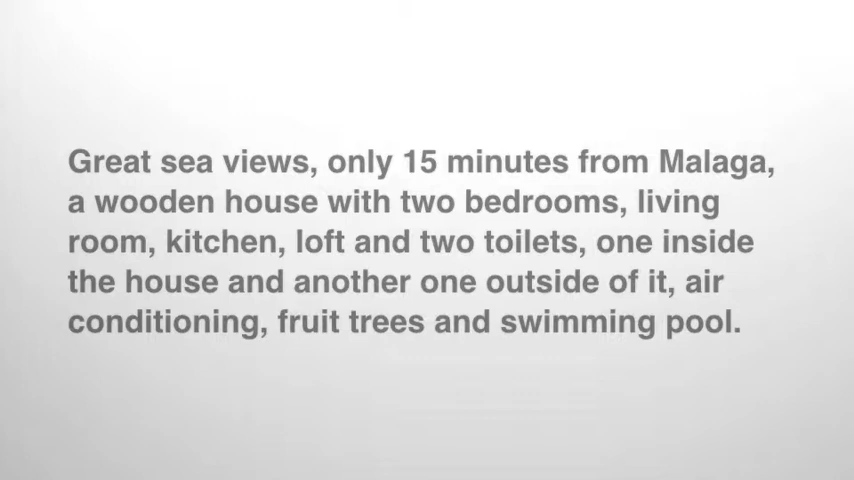 Great sea views, only 15 minutes from Malaga,
a wooden house with two bedrooms, living
room, kitchen, loft and two toilets, one inside
the house and another one outside of it, air
conditioning, fruit trees and swimming pool.